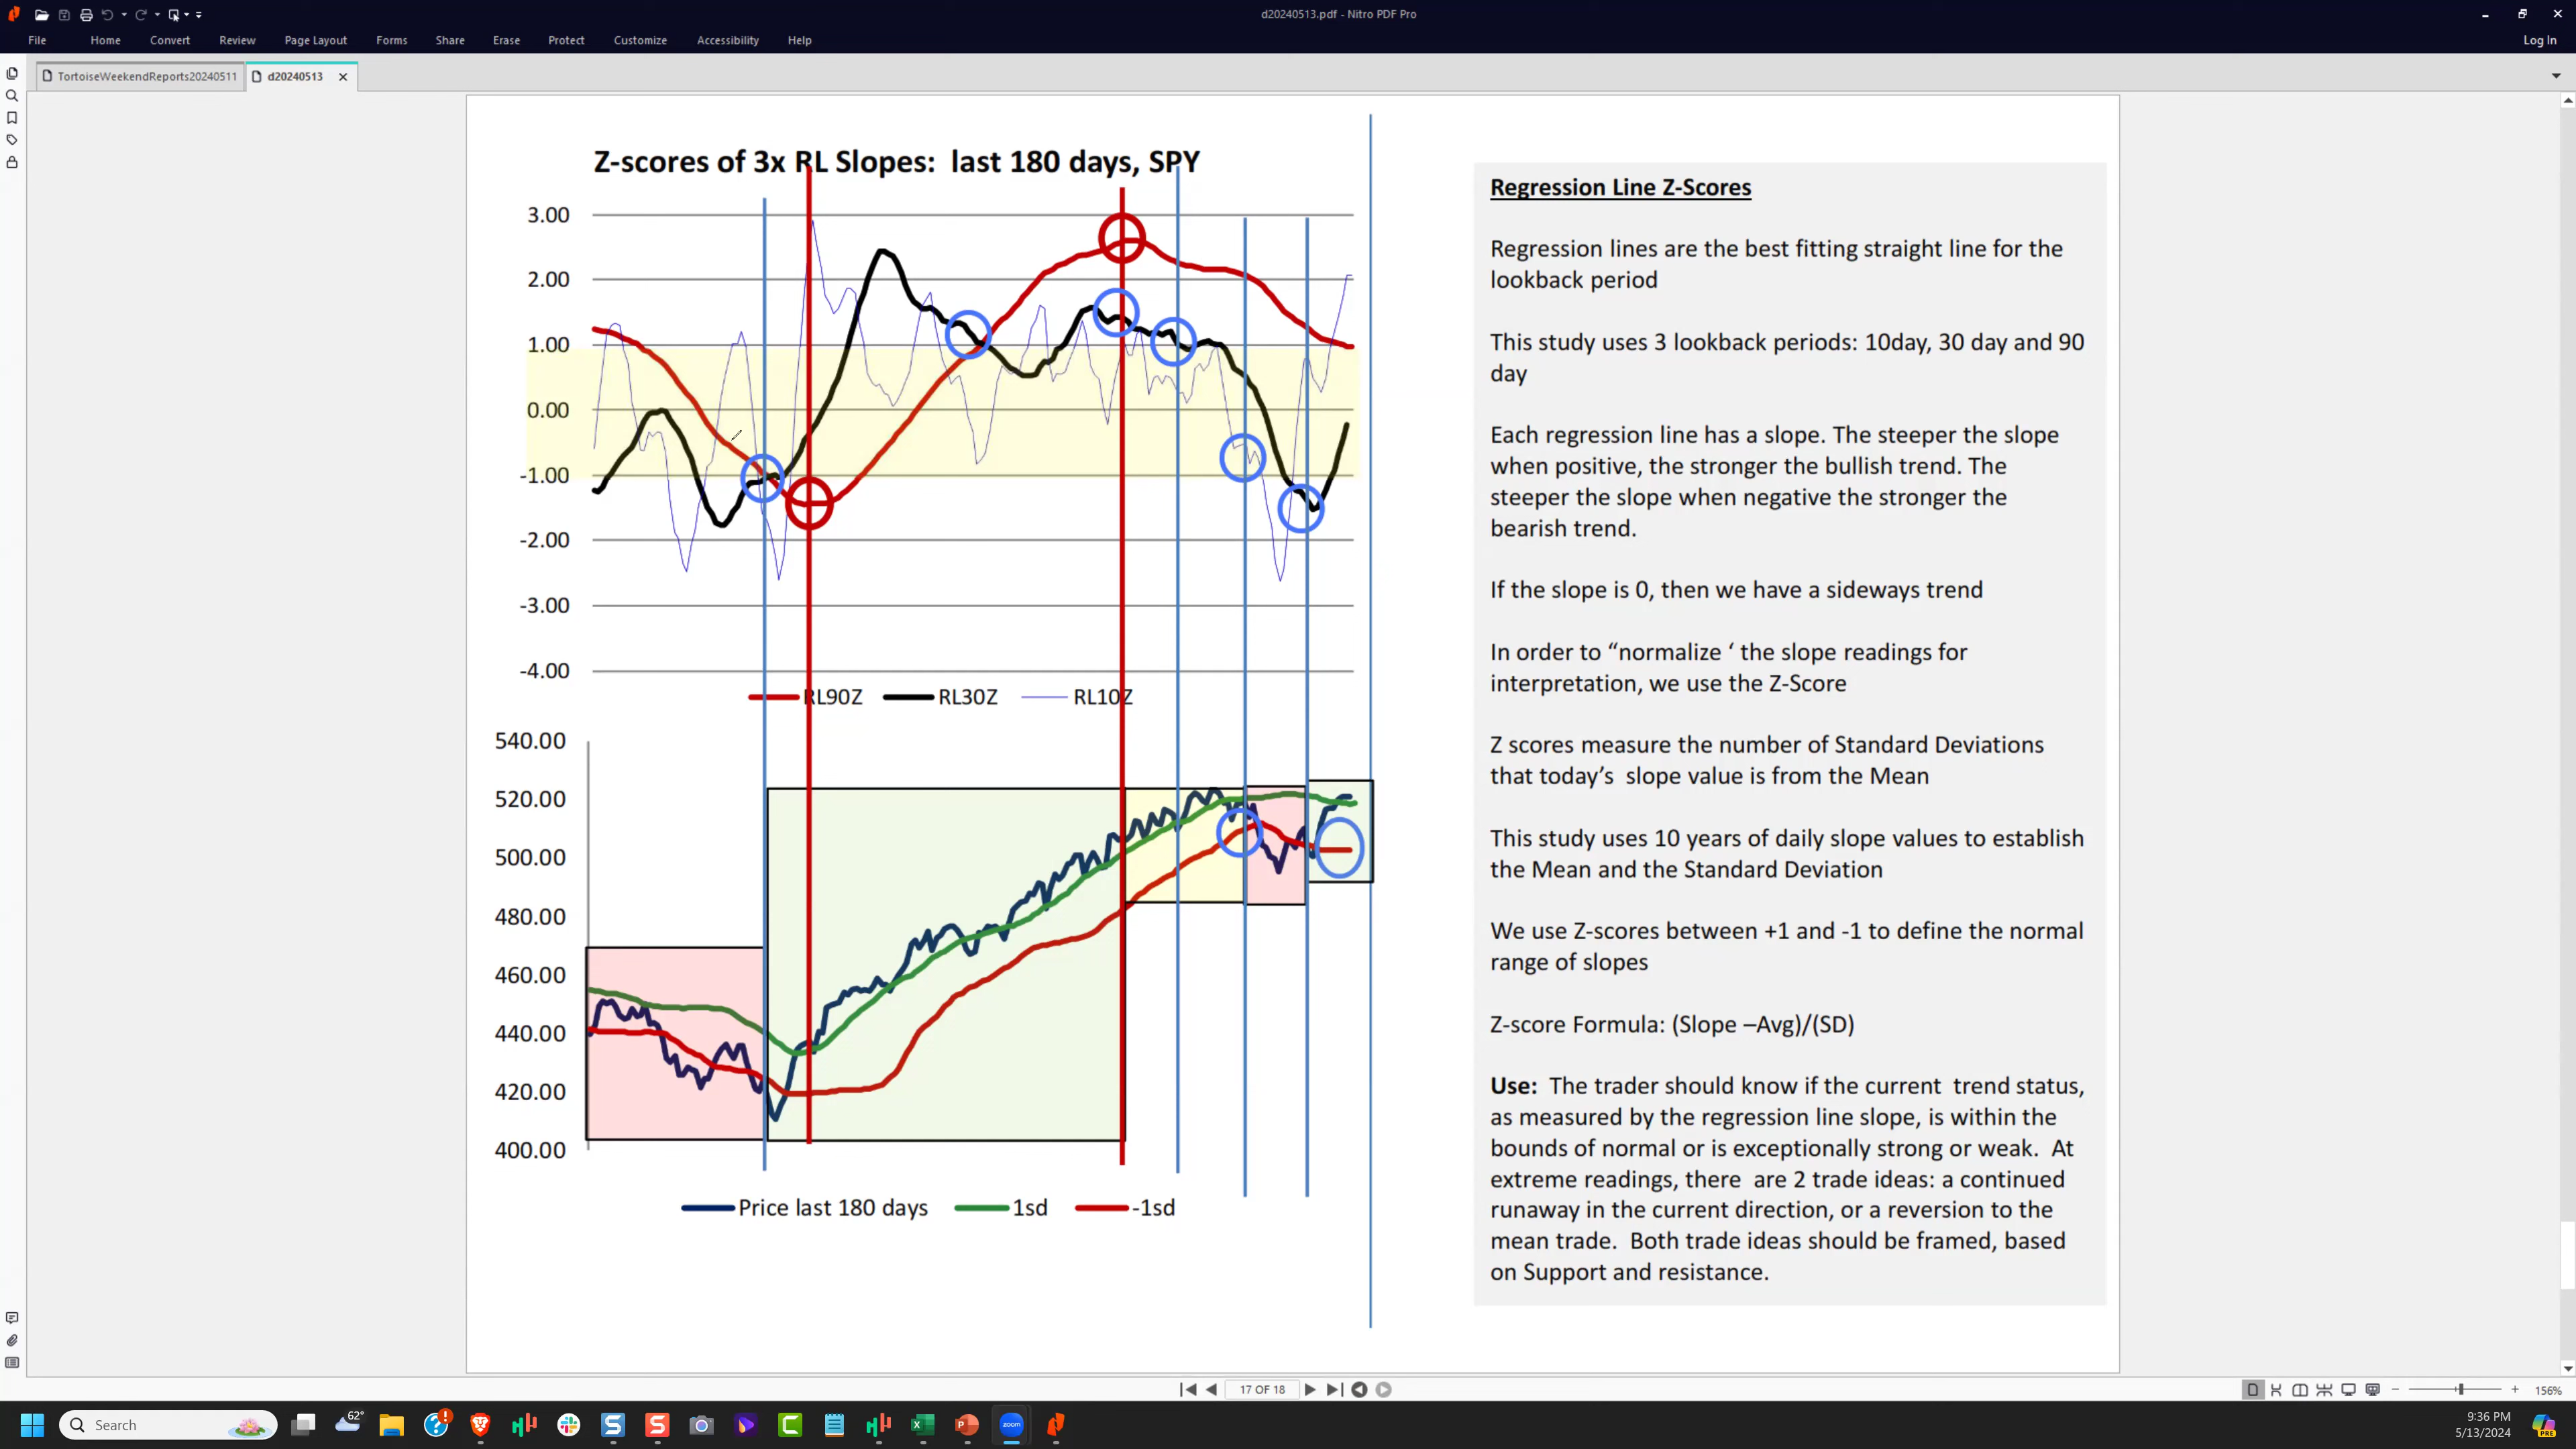 d20240513.pdf - Nitro PDF Pro
File Home Convert Review Page Layout Forms Share Erase Protect Customize Accessibility Help
Log In
TortoiseWeekendReports20240511
d20240513
Z-scores of 3x RL Slopes: last 180 days, SPY
3.00
2.00
1.00
0.00
-1.00
-2.00
-3.00
-4.00
RL90Z RL30Z RL10Z
540.00
520.00
500.00
480.00
460.00
440.00
420.00
400.00
Price last 180 days 1sd -1sd
Regression Line Z-Scores
Regression lines are the best fitting straight line for the
lookback period
This study uses 3 lookback periods: 10day, 30 day and 90
day
Each regression line has a slope. The steeper the slope
when positive, the stronger the bullish trend. The
steeper the slope when negative the stronger the
bearish trend.
If the slope is 0, then we have a sideways trend
In order to “normalize ‘ the slope readings for
interpretation, we use the Z-Score
Z scores measure the number of Standard Deviations
that today’s slope value is from the Mean
This study uses 10 years of daily slope values to establish
the Mean and the Standard Deviation
We use Z-scores between +1 and -1 to define the normal
range of slopes
Z-score Formula: (Slope –Avg)/(SD)
Use: The trader should know if the current trend status,
as measured by the regression line slope, is within the
bounds of normal or is exceptionally strong or weak. At
extreme readings, there are 2 trade ideas: a continued
runaway in the current direction, or a reversion to the
mean trade. Both trade ideas should be framed, based
on Support and resistance.
17 OF 18
156%
Search
62°
zoom
9:36 PM
5/13/2024
PRE